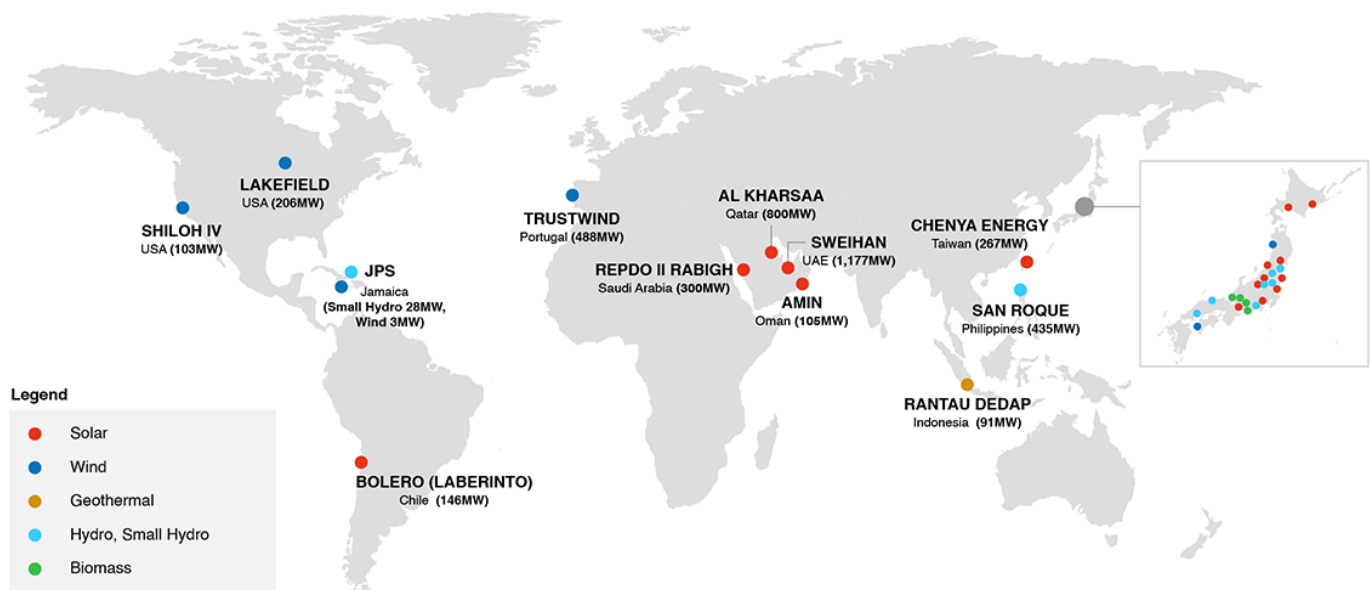 LAKEFIELD
USA (206MW)
SHILOH IV
USA (103MW)
JPS
Jamaica
(Small Hydro 28MW,
Wind 3MW)
BOLERO (LABERINTO)
Chile (146MW)
TRUSTWIND
Portugal (488MW)
AL KHARSAA
Qatar (800MW)
SWEIHAN
UAE (1,177MW)
REPDO II RABIGH
Saudi Arabia (300MW)
AMIN
Oman (105MW)
CHENYA ENERGY
Taiwan (267MW)
SAN ROQUE
Philippines (435MW)
RANTAU DEDAP
Indonesia (91MW)
Legend
Solar
Wind
Geothermal
Hydro, Small Hydro
Biomass